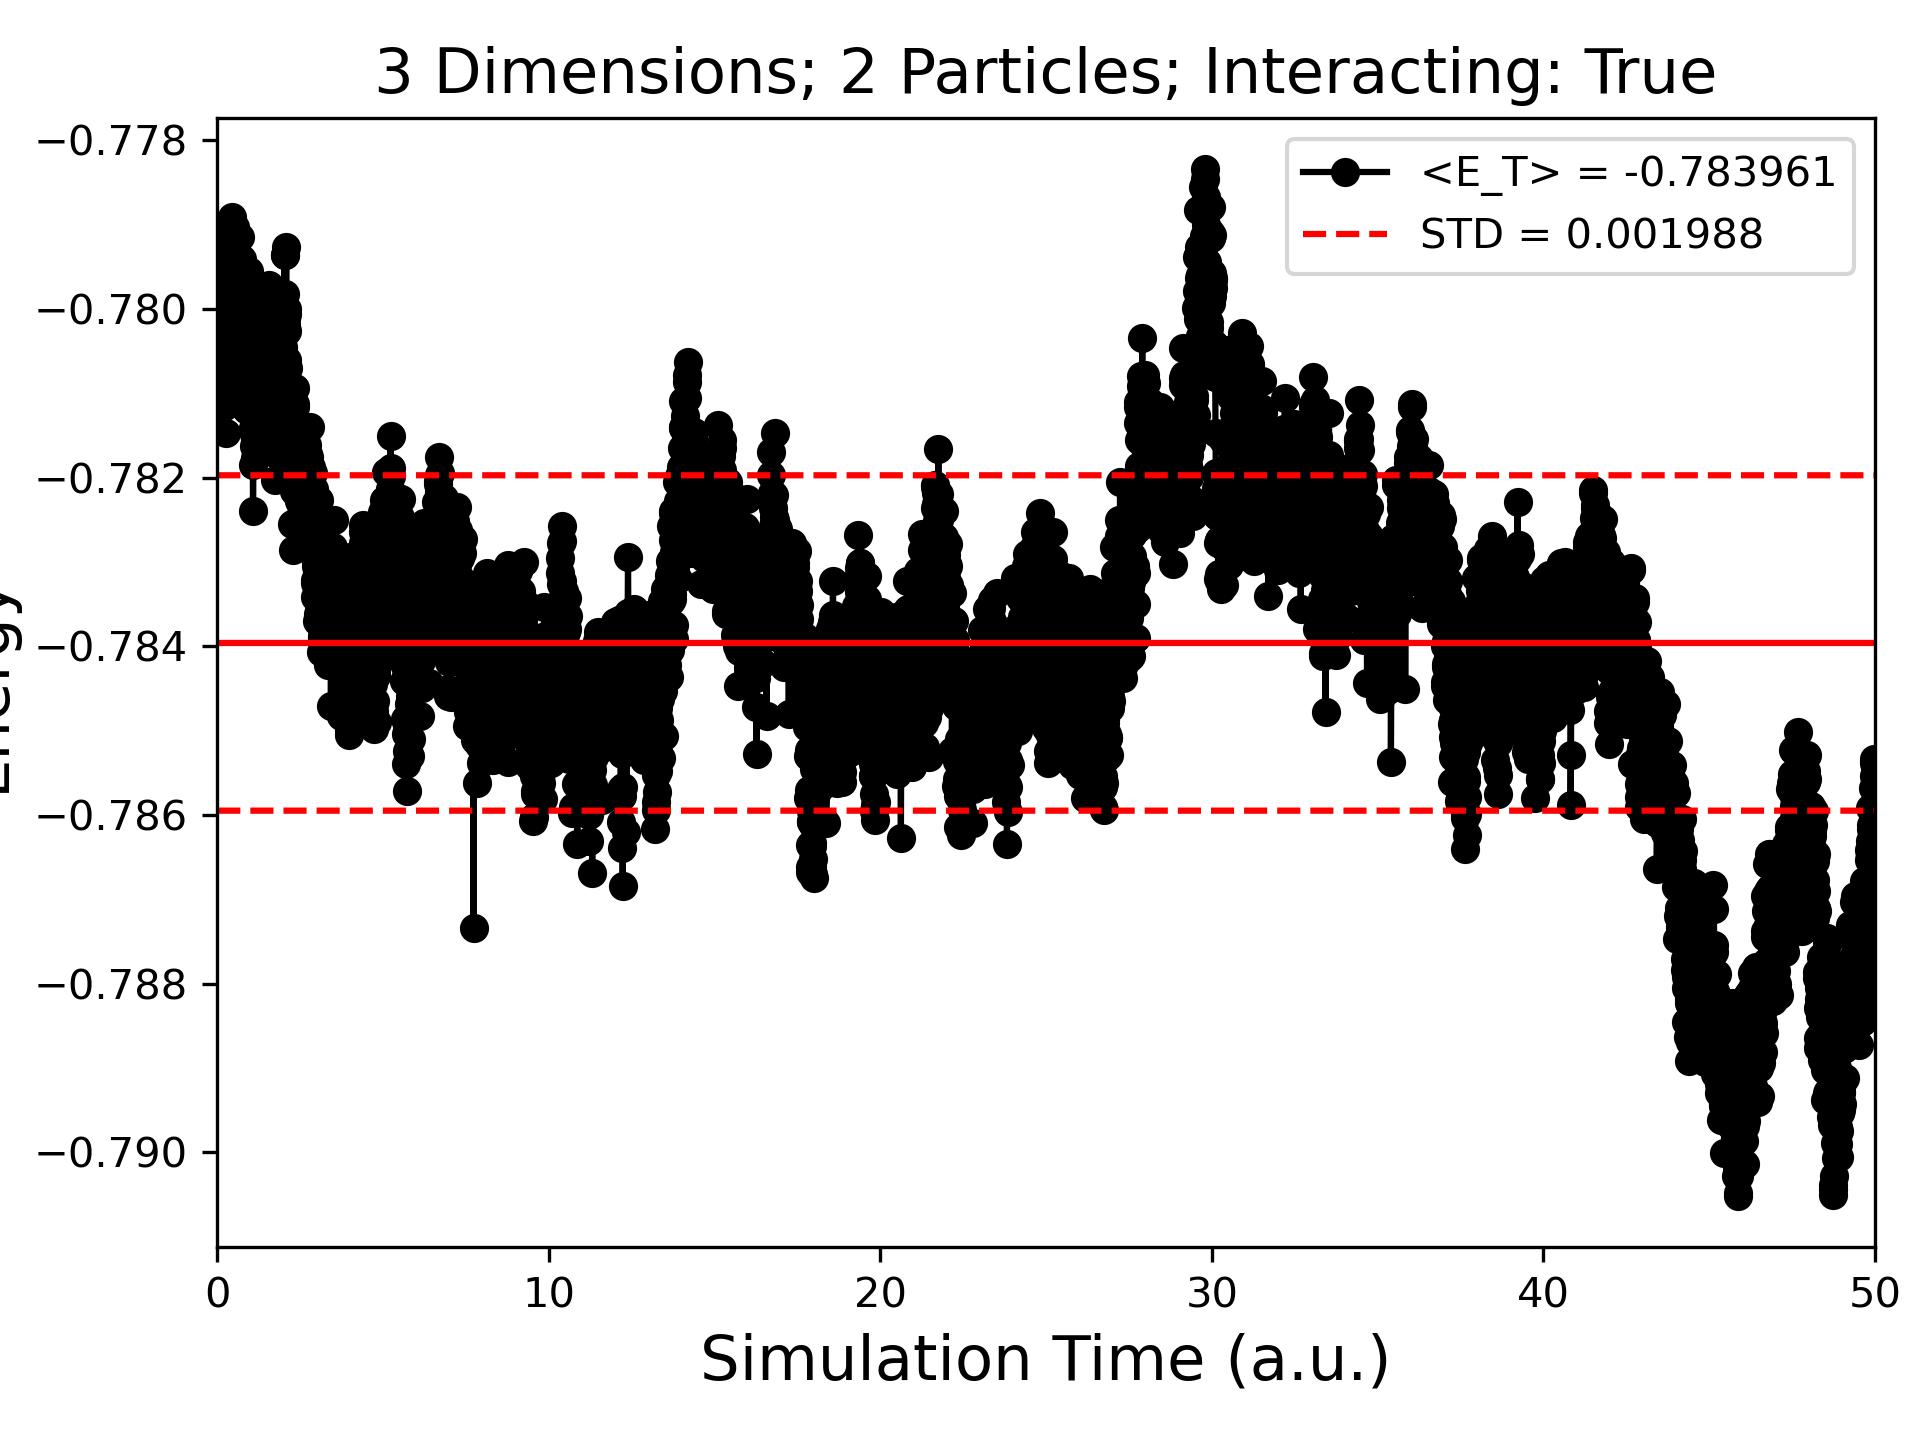 3 Dimensions; 2 Particles; Interacting: True
<E_T> = -0.783961
STD = 0.001988
−0.778
−0.780
−0.782
−0.784
−0.786
−0.788
−0.790
Energy
0 10 20 30 40 50
Simulation Time (a.u.)